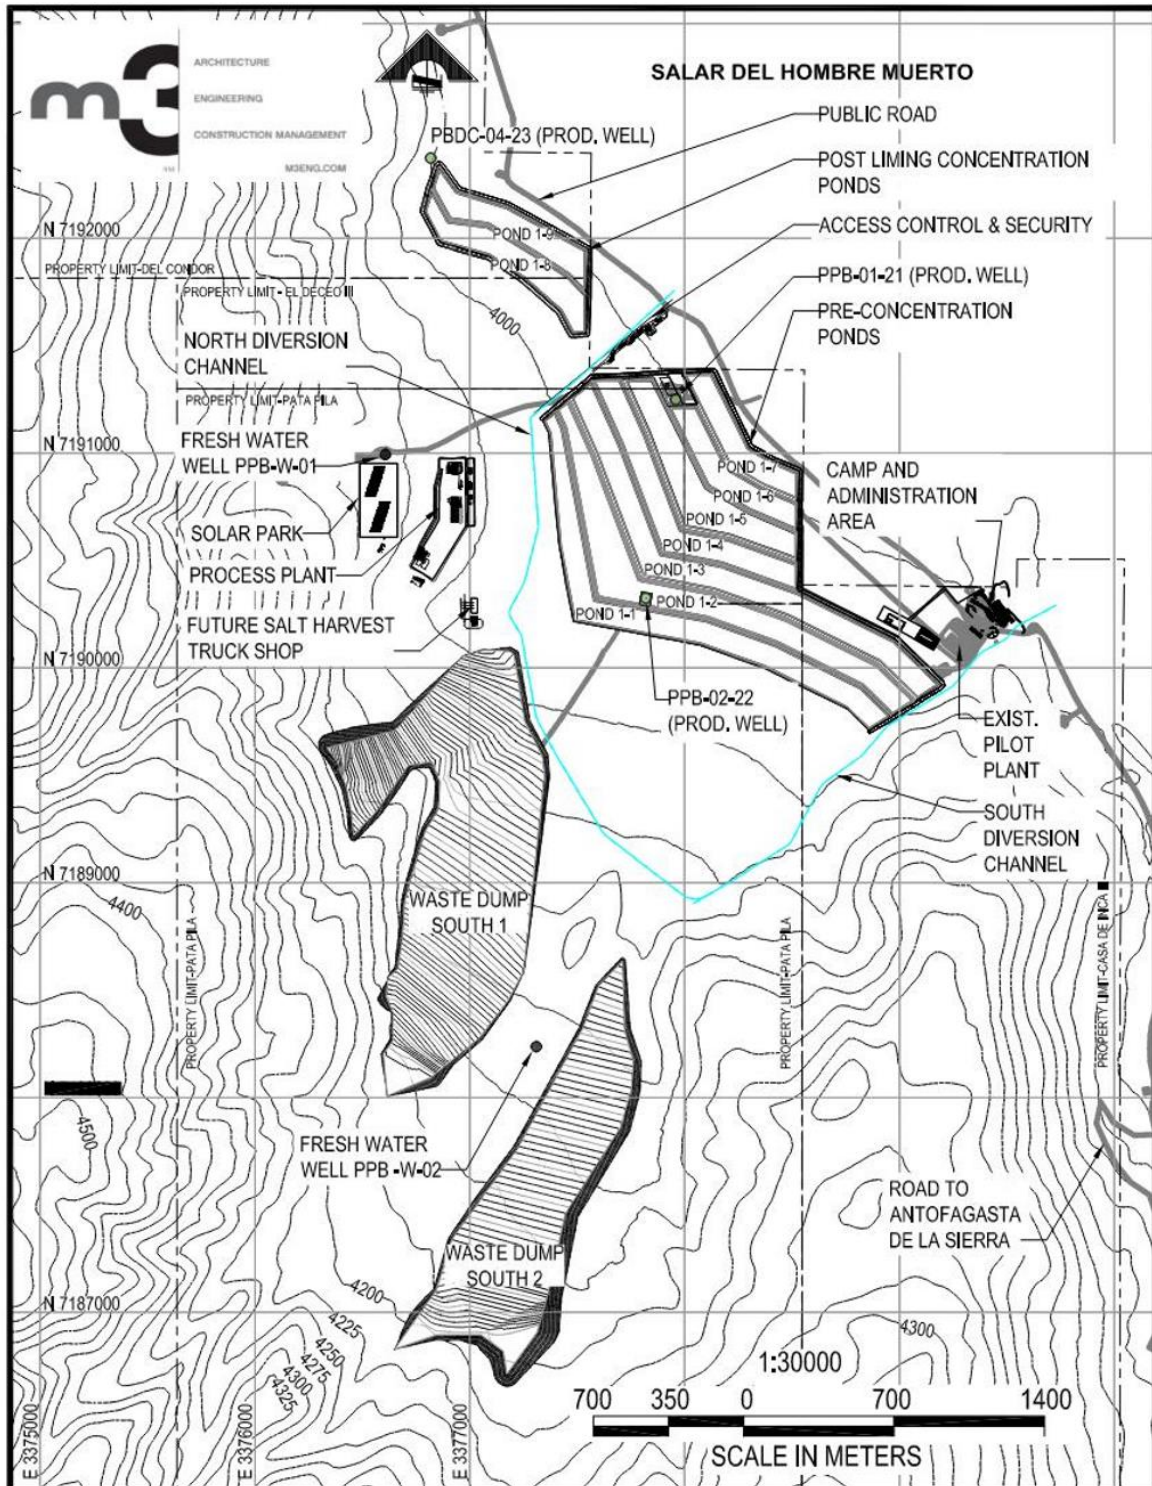 m3
ARCHITECTURE
ENGINEERING
CONSTRUCTION MANAGEMENT
M3ENG.COM
SALAR DEL HOMBRE MUERTO
PUBLIC ROAD
PBDC-04-23 (PROD. WELL)
POST LIMING CONCENTRATION
PONDS
ACCESS CONTROL & SECURITY
POND 1-9
N 7192000
POND 1-8
PROPERTY LIMIT-DEL CONDOR
PPB-01-21 (PROD. WELL)
PROPERTY LIMIT - EL DECEO III
PRE-CONCENTRATION
PONDS
4000
NORTH DIVERSION
CHANNEL
PROPERTY LIMIT-PATA PILA
N 7191000
FRESH WATER
WELL PPB-W-01
POND 1-7
CAMP AND
ADMINISTRATION
AREA
POND 1-6
POND 1-5
SOLAR PARK
POND 1-4
PROCESS PLANT
POND 1-3
POND 1-2
POND 1-1
FUTURE SALT HARVEST
TRUCK SHOP
N 7190000
PPB-02-22
(PROD. WELL)
EXIST.
PILOT
PLANT
SOUTH
DIVERSION
CHANNEL
N 7189000
4400
WASTE DUMP
SOUTH 1
PROPERTY LIMIT-PATA PILA
PROPERTY LIMIT-PATA PILA
PROPERTY LIMIT-CASA DE INCA
4500
FRESH WATER
WELL PPB -W-02
ROAD TO
ANTOFAGASTA
DE LA SIERRA
WASTE DUMP
SOUTH 2
N 7187000
4200
4225
4250
4275
4300
4325
4300
1:30000
700 350 0 700 1400
SCALE IN METERS
E 3375000
E 3376000
E 3377000